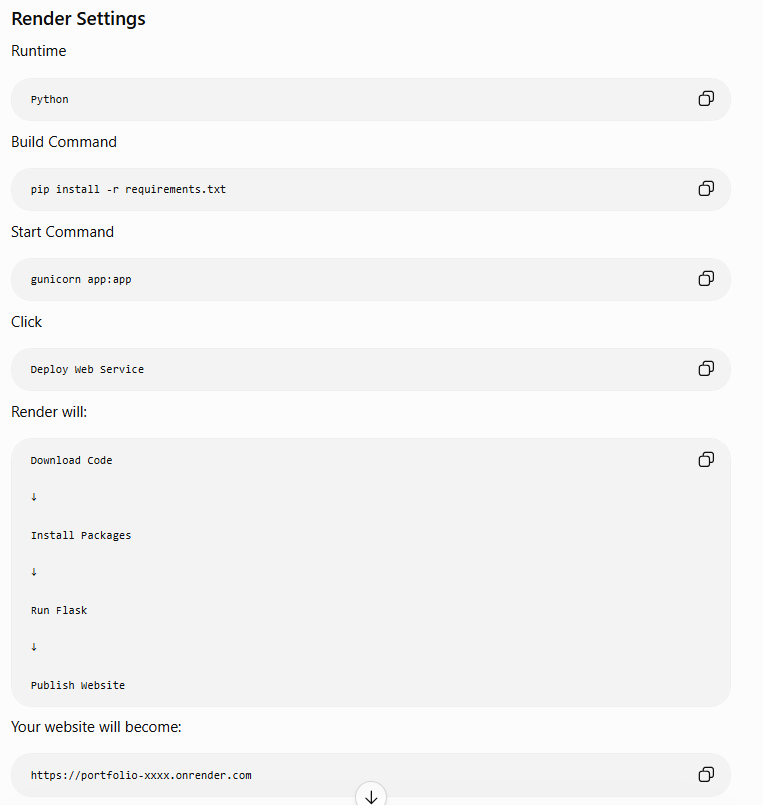 Render Settings
Runtime
Python
Build Command
pip install -r requirements.txt
Start Command
gunicorn app:app
Click
Deploy Web Service
Render will:
Download Code
↓
Install Packages
↓
Run Flask
↓
Publish Website
Your website will become:
https://portfolio-xxxx.onrender.com